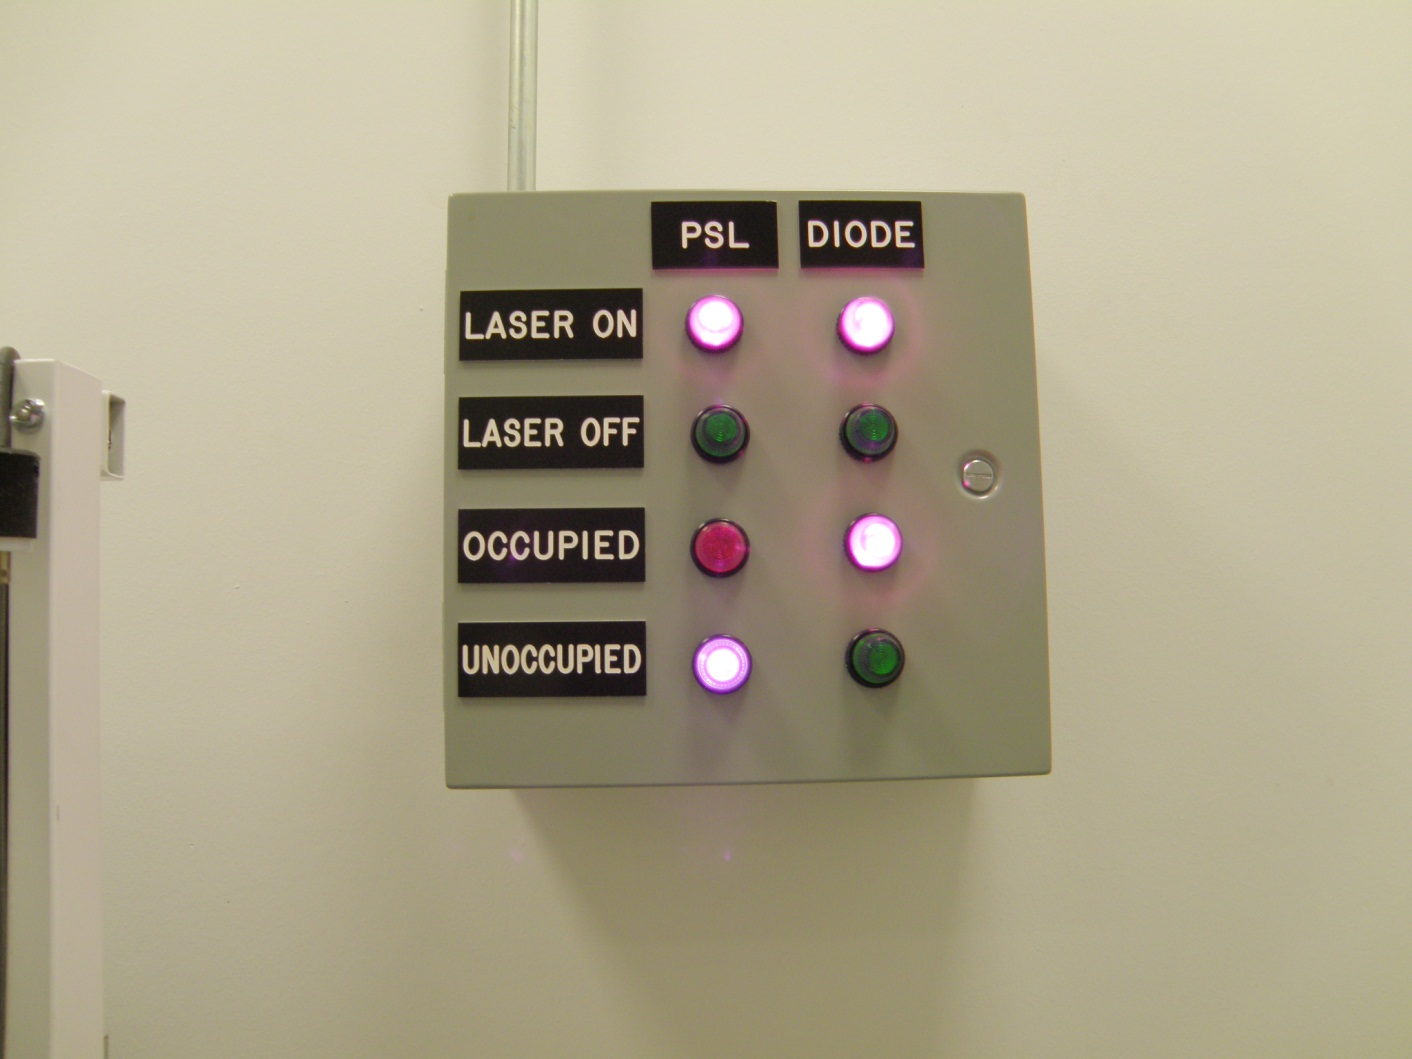 PSL DIODE
LASER ON
LASER OFF
OCCUPIED
UNOCCUPIED